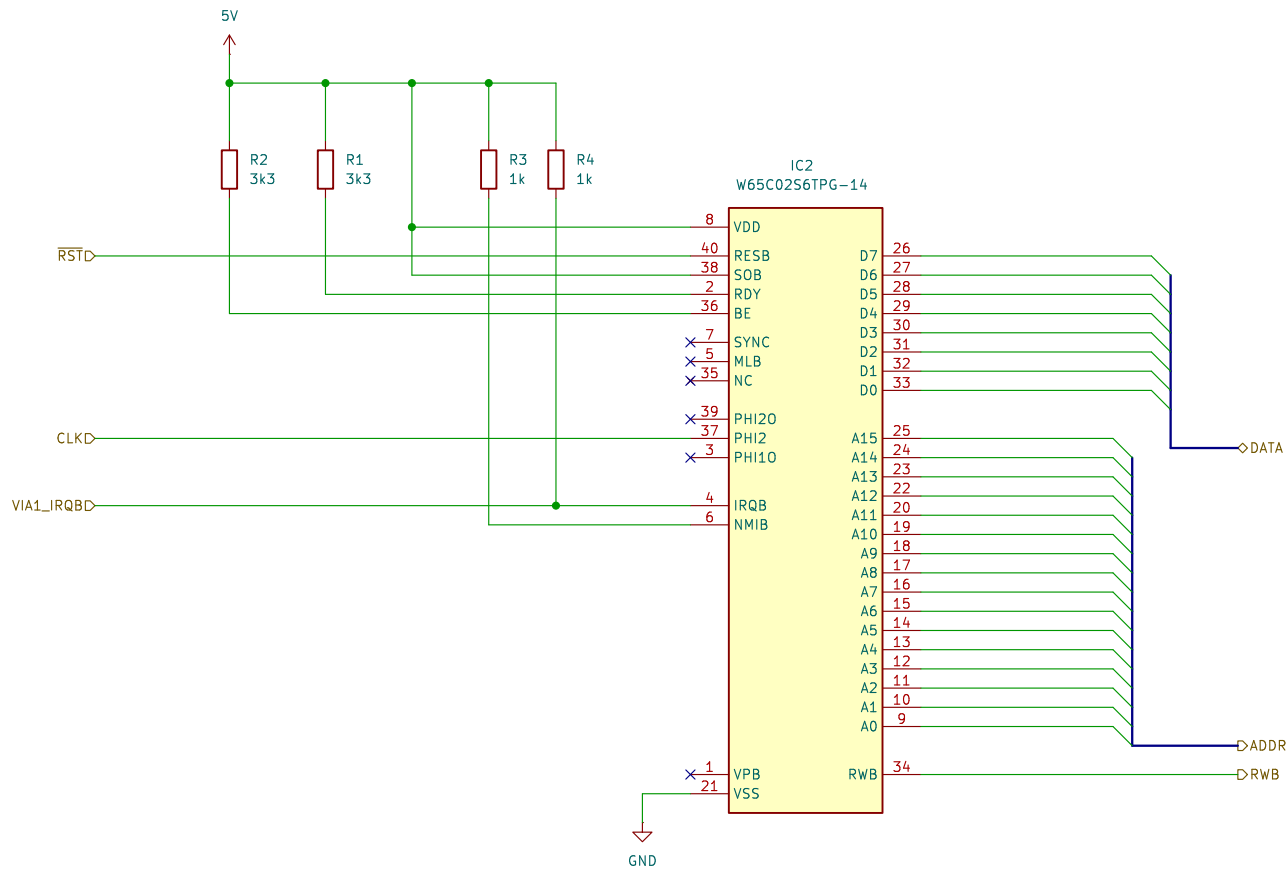 5V
R2
3k3
R1
3k3
R3
1k
R4
1k
IC2
W65C02S6TPG-14
8 VDD
RST
40 RESB
38 SOB
2 RDY
36 BE
7 SYNC
5 MLB
35 NC
39 PHI2O
CLK
37 PHI2
3 PHI1O
VIA1_IRQB
4 IRQB
6 NMIB
1 VPB
21 VSS
GND
D7 26
D6 27
D5 28
D4 29
D3 30
D2 31
D1 32
D0 33
DATA
A15 25
A14 24
A13 23
A12 22
A11 20
A10 19
A9 18
A8 17
A7 16
A6 15
A5 14
A4 13
A3 12
A2 11
A1 10
A0 9
ADDR
RWB 34
RWB